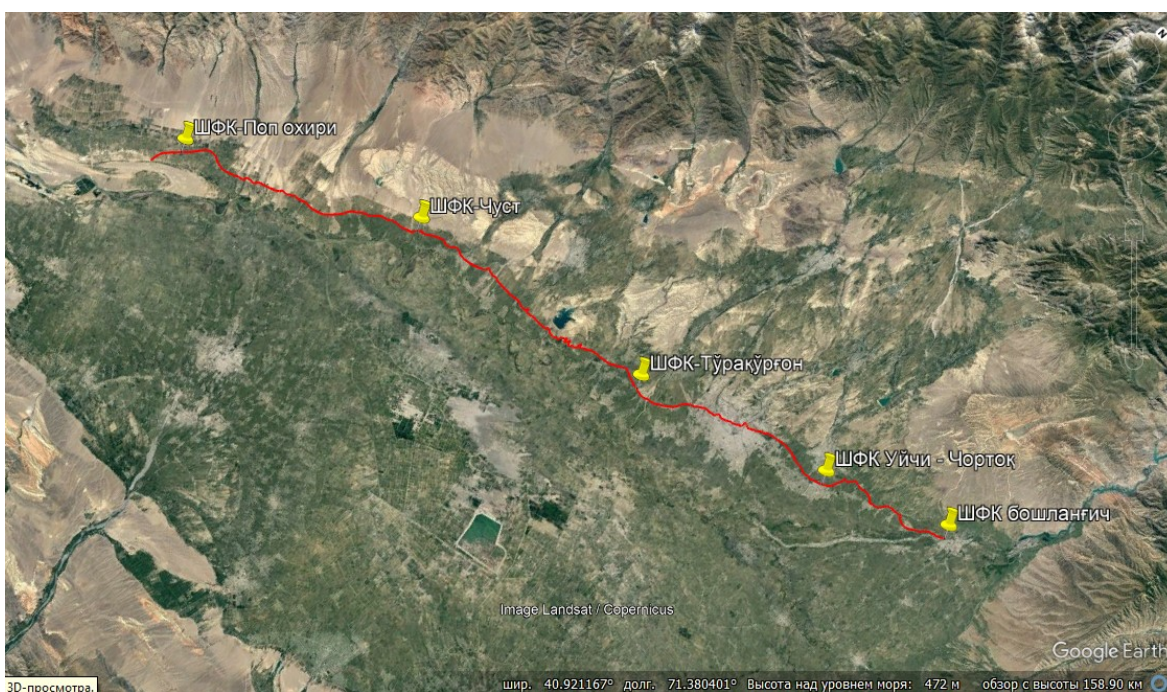 ШФК-Поп охири
ШФК-Чуст
ШФК-Тўрақўрғон
ШФК Уйчи - Чортоқ
ШФК бошланғич
Image Landsat / Copernicus
Google Earth
3D-просмотра.
шир. 40.921167° долг. 71.380401° Высота над уровнем моря: 472 м обзор с высоты 158.90 км